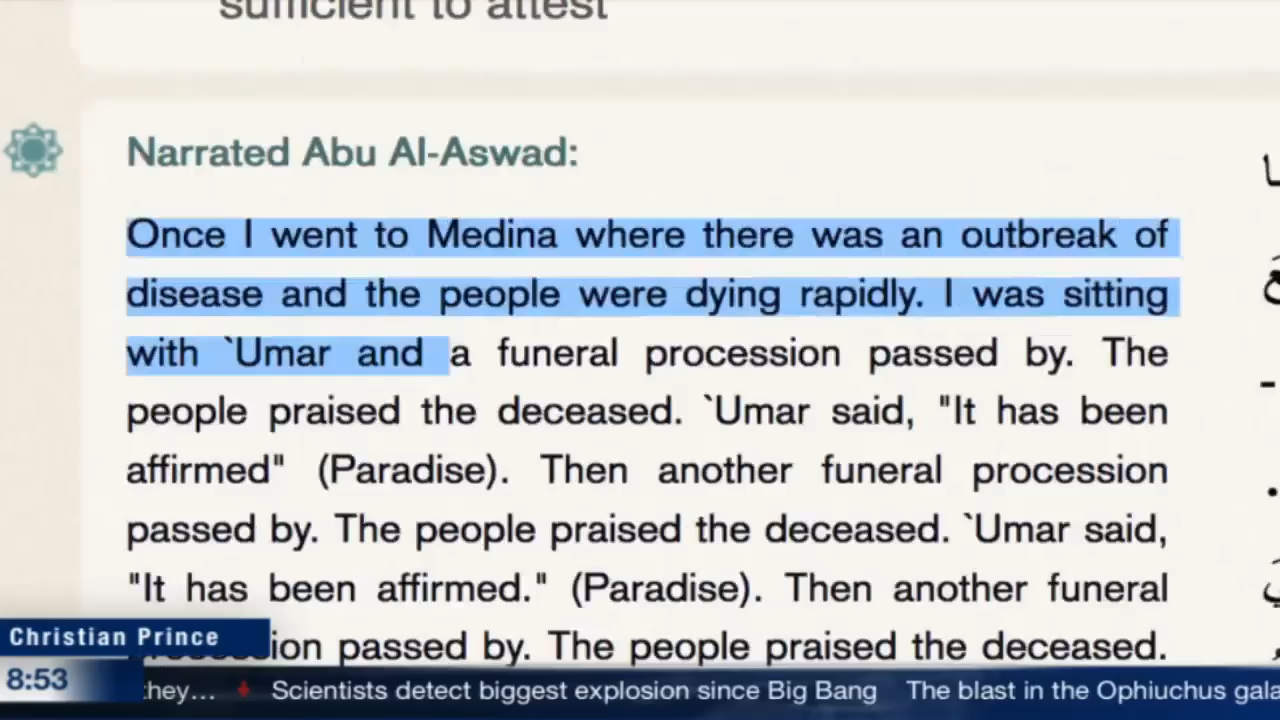 sufficient to attest
Narrated Abu Al-Aswad:
Once I went to Medina where there was an outbreak of
disease and the people were dying rapidly. I was sitting
with `Umar and a funeral procession passed by. The
people praised the deceased. `Umar said, "It has been
affirmed" (Paradise). Then another funeral procession
passed by. The people praised the deceased. `Umar said,
"It has been affirmed." (Paradise). Then another funeral
passed by. The people praised the deceased.
Christian Prince
8:53
they... Scientists detect biggest explosion since Big Bang The blast in the Ophiuchus